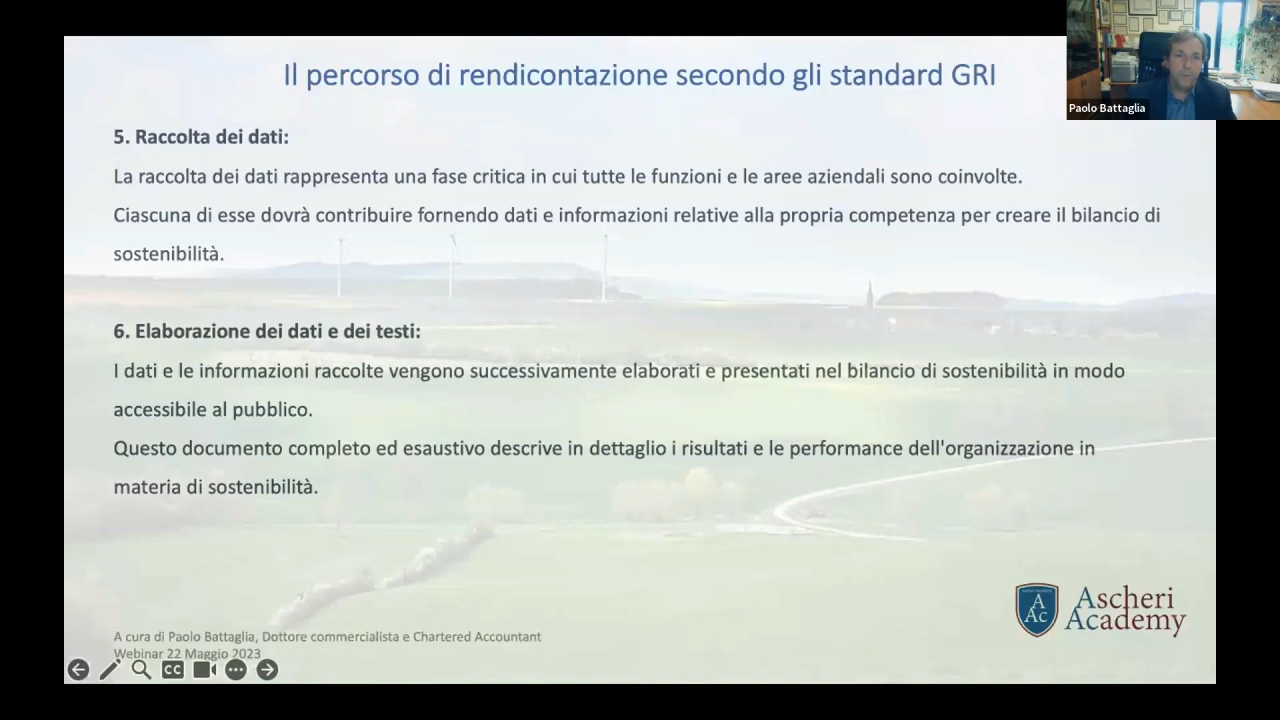 Il percorso di rendicontazione secondo gli standard GRI
Paolo Battaglia
5. Raccolta dei dati:
La raccolta dei dati rappresenta una fase critica in cui tutte le funzioni e le aree aziendali sono coinvolte.
Ciascuna di esse dovrà contribuire fornendo dati e informazioni relative alla propria competenza per creare il bilancio di
sostenibilità.
6. Elaborazione dei dati e dei testi:
I dati e le informazioni raccolte vengono successivamente elaborati e presentati nel bilancio di sostenibilità in modo
accessibile al pubblico.
Questo documento completo ed esaustivo descrive in dettaglio i risultati e le performance dell'organizzazione in
materia di sostenibilità.
A
Ac
Ascheri
Academy
A cura di Paolo Battaglia, Dottore commercialista e Chartered Accountant
Webinar 22 Maggio 2023
CC